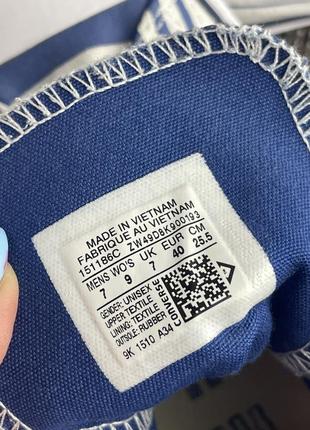 MADE IN VIETNAM
FABRIQUE AU VIETNAM
151186C ZW49D8K900193
MENS WO'S UK EUR CM
7 9 7 40 25.5
GENDER: UNISEX
UPPER: TEXTILE
LINING: TEXTILE
OUTSOLE: RUBBER
CONVERSE
9K 1510 A34